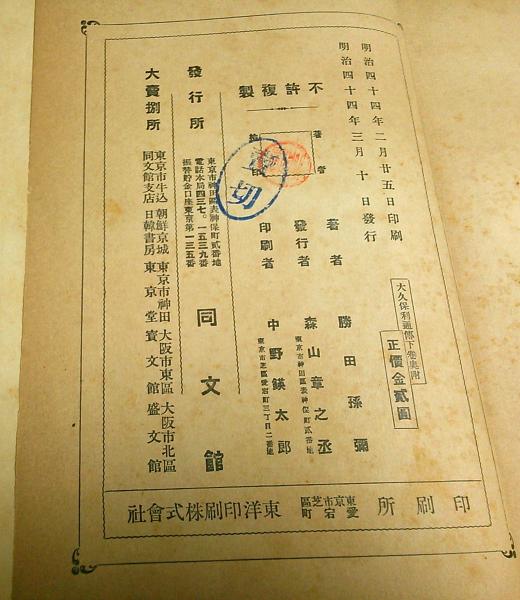 明治四十四年二月廿五日印刷
明治四十四年三月十日發行
大久保利通傳下卷奥附
正價金貳圓
不許複製
著者
印
著者 勝田孫彌
發行者 森山章之丞
東京市神田區表神保町貳番地
印刷者 中野鍈太郎
東京市芝區愛宕町三丁目二番地
切
發行所
東京市神田區表神保町貳番地
電話本局四三七。一五三九番
振替貯金口座東京第一三五番
同文館
大賣捌所
東京市牛込 同文館支店
朝鮮京城 日韓書房
東京市神田 東京堂
大阪市東區 寳文館
大阪市北區 盛文館
印刷所
東京市芝區愛宕町
東洋印刷株式會社